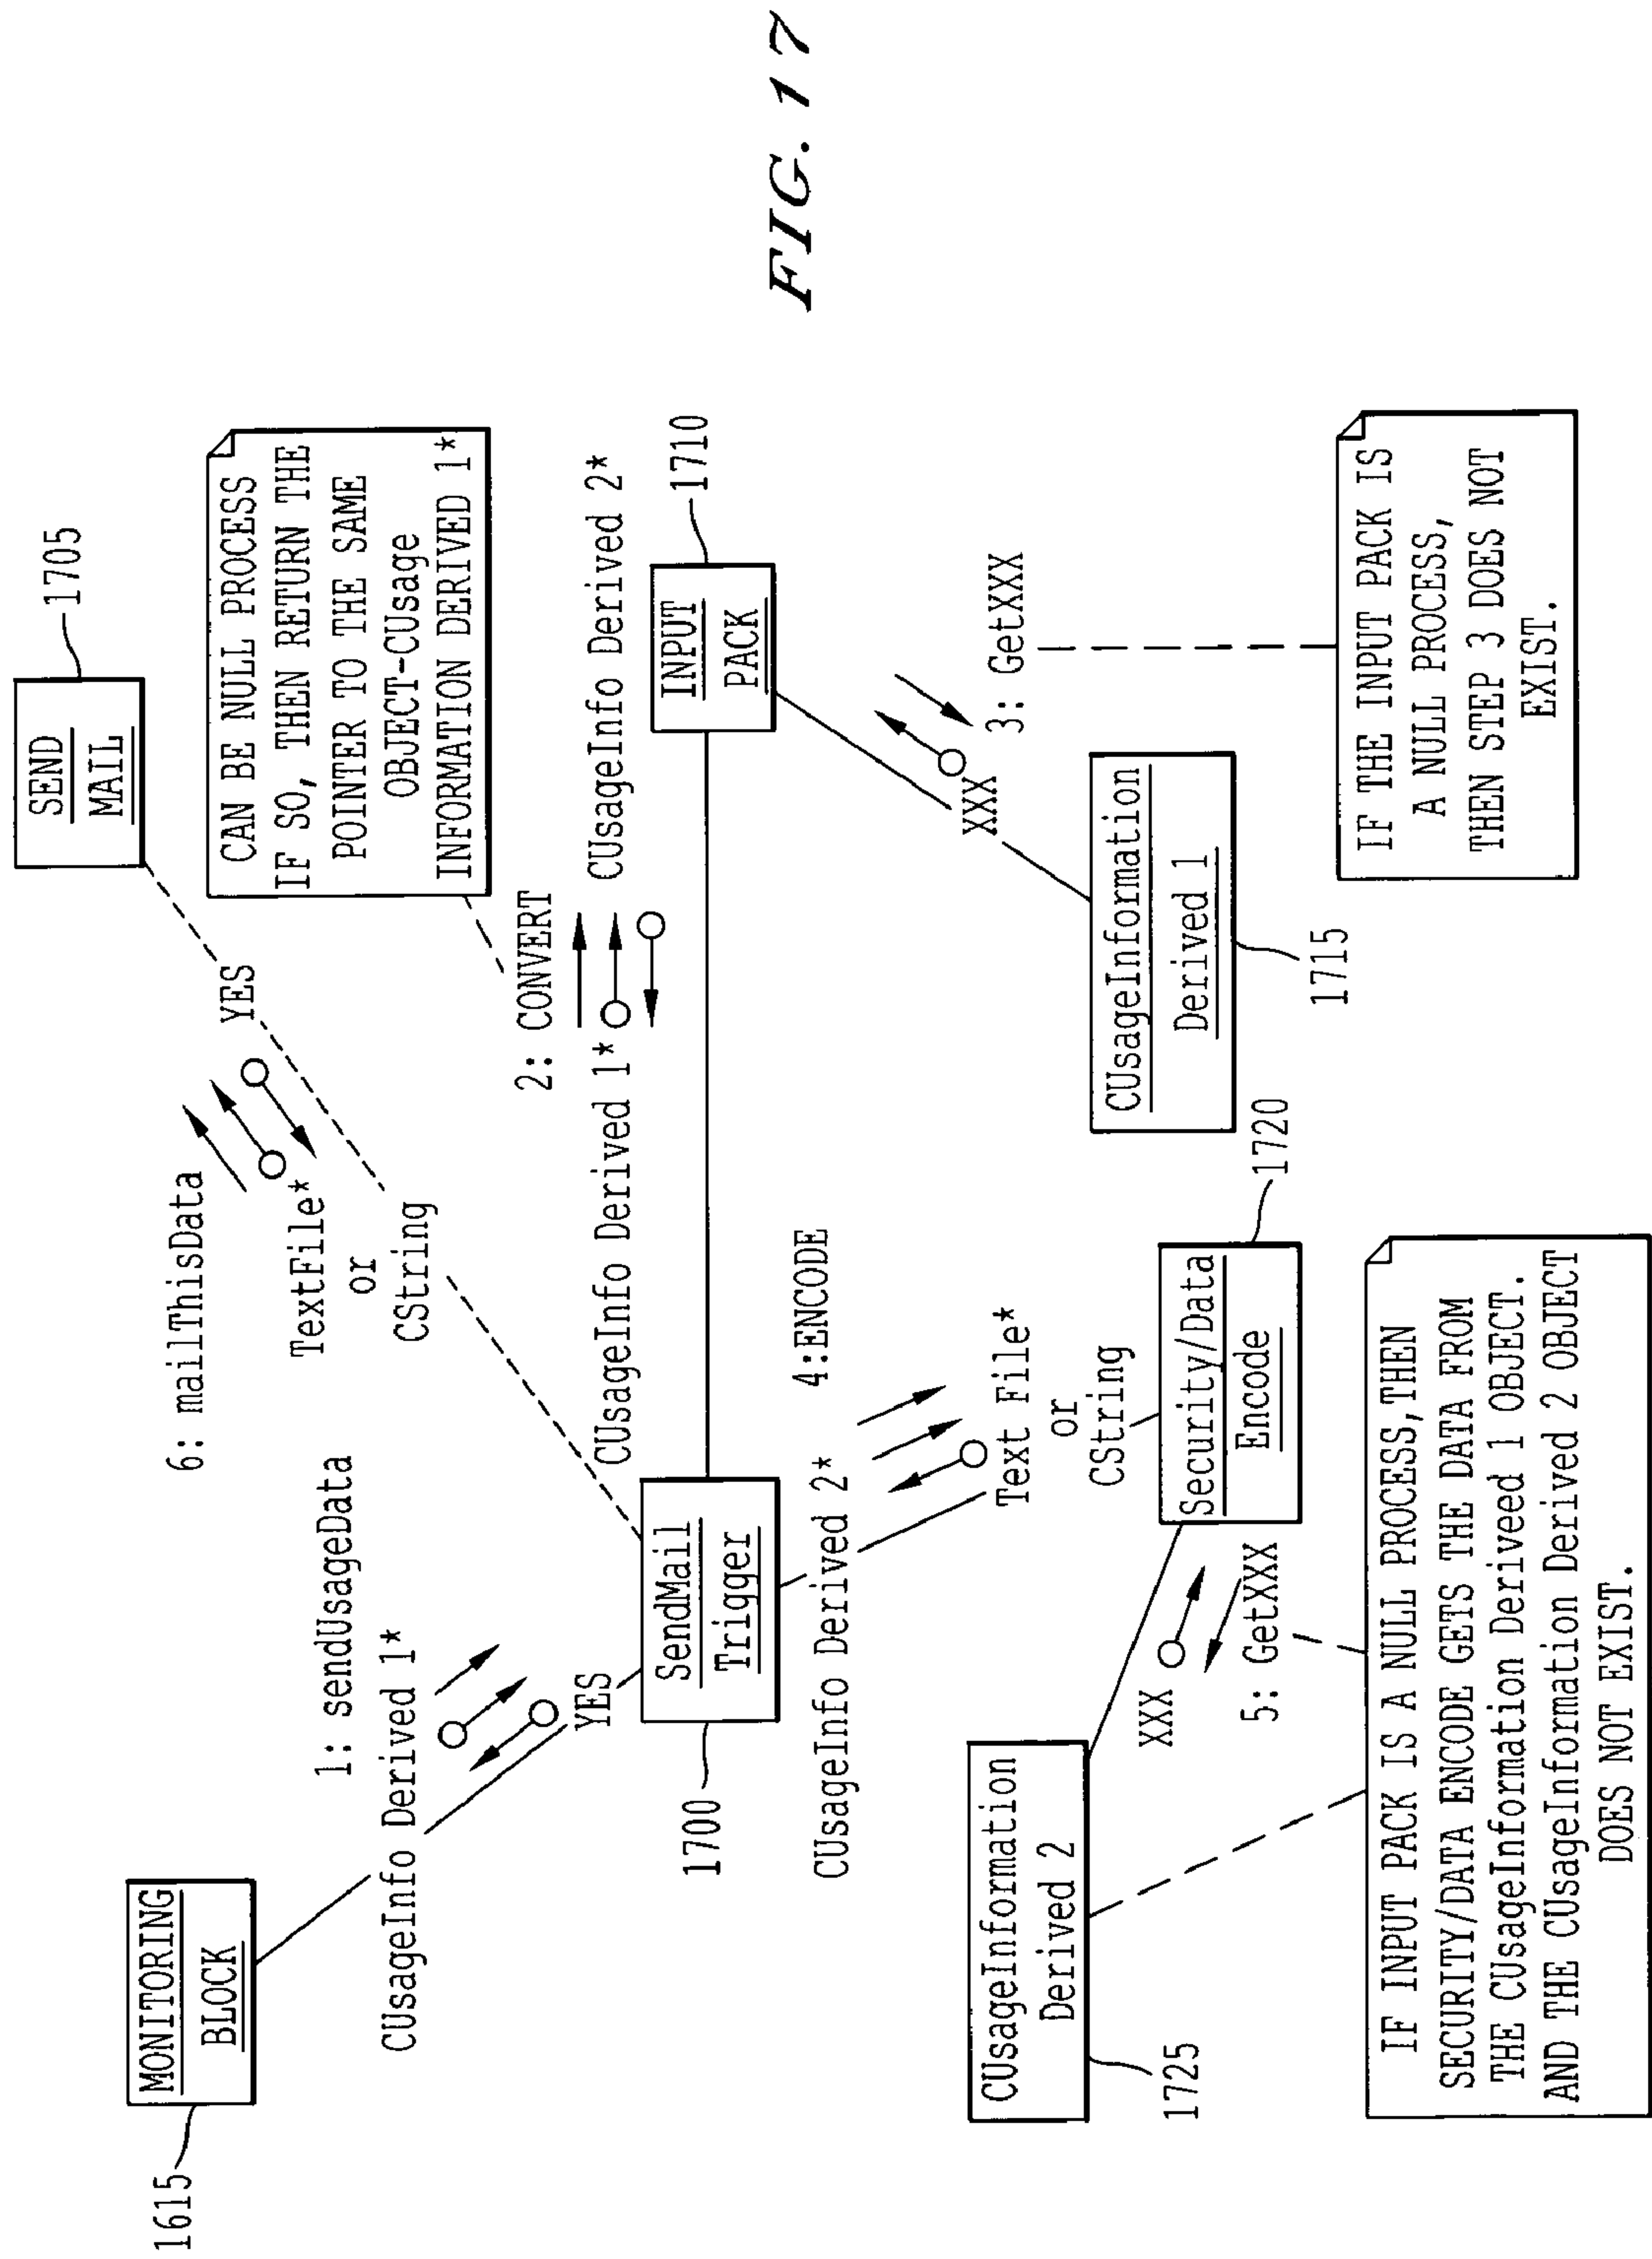 1615
MONITORING
BLOCK
1: sendUsageData
CUsageInfo Derived 1*
YES
6: mailThisData
TextFile*
or
CString
YES
SEND
MAIL
1705
CAN BE NULL PROCESS
IF SO, THEN RETURN THE
POINTER TO THE SAME
OBJECT-CUsage
INFORMATION DERIVED 1*
2: CONVERT
CUsageInfo Derived 1*
CUsageInfo Derived 2*
1700
SendMail
Trigger
INPUT
PACK
1710
CUsageInfo Derived 2*
4:ENCODE
Text File*
or
CString
XXX
3: GetXXX
CUsageInformation
Derived 2
1725
XXX
5: GetXXX
Security/Data
Encode
1720
CUsageInformation
Derived 1
1715
IF INPUT PACK IS A NULL PROCESS,THEN
SECURITY/DATA ENCODE GETS THE DATA FROM
THE CUsageInformation Deriveed 1 OBJECT.
AND THE CUsageInformation Derived 2 OBJECT
DOES NOT EXIST.
IF THE INPUT PACK IS
A NULL PROCESS,
THEN STEP 3 DOES NOT
EXIST.
FIG. 17